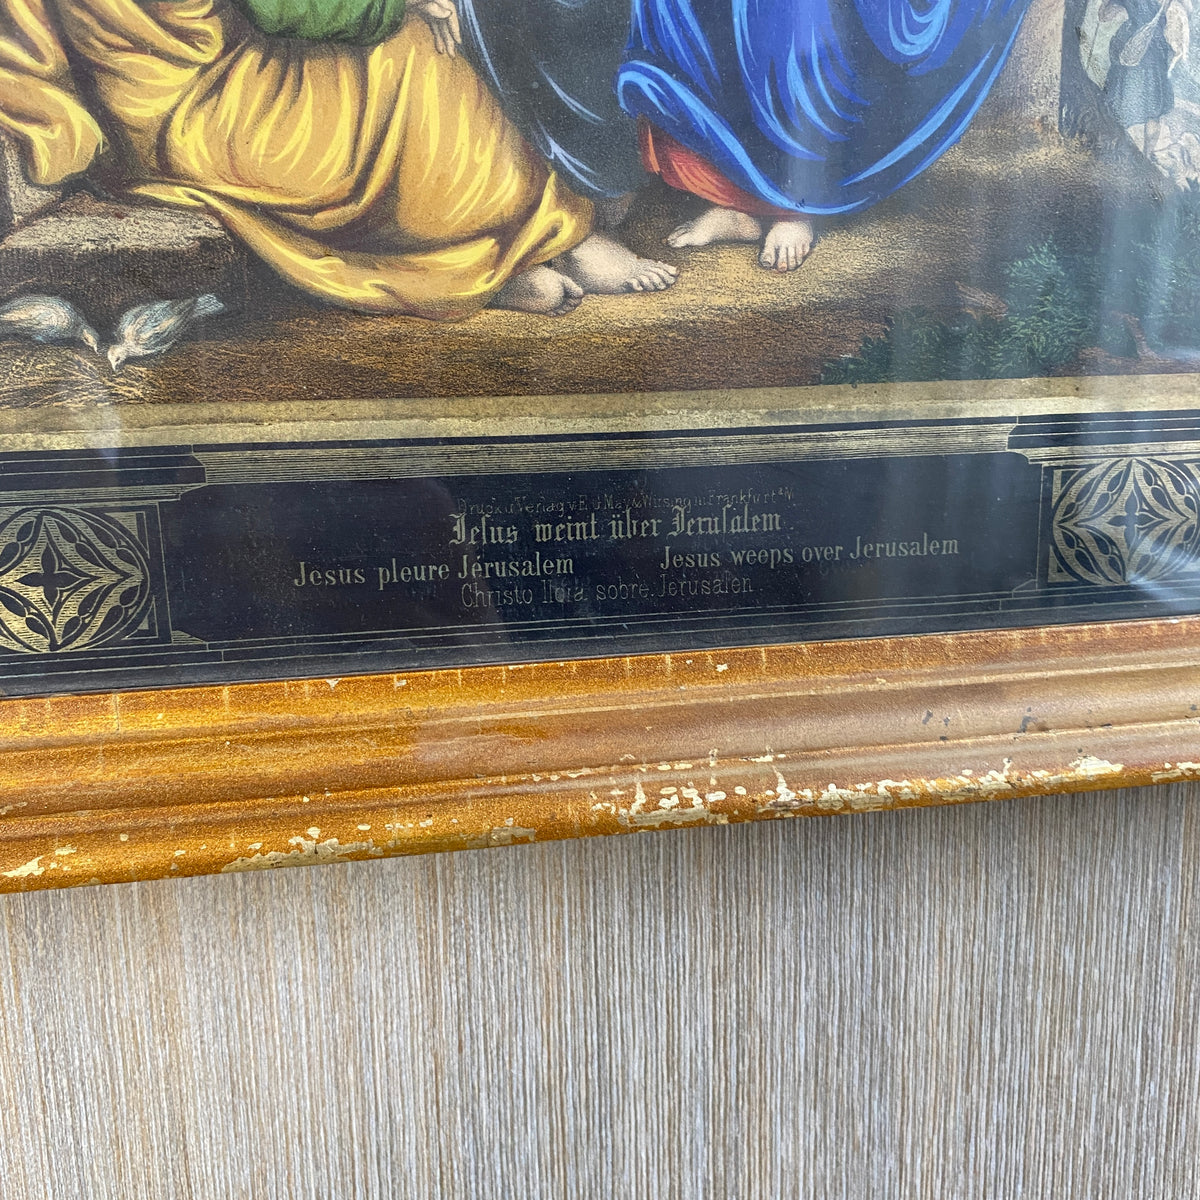 Druck u. Verlag v. E. G. May & Wirsing in Frankfurt a/M
Jesus weint über Jerusalem.
Jesus pleure Jérusalem Jesus weeps over Jerusalem
Christo llora sobre Jerusalen